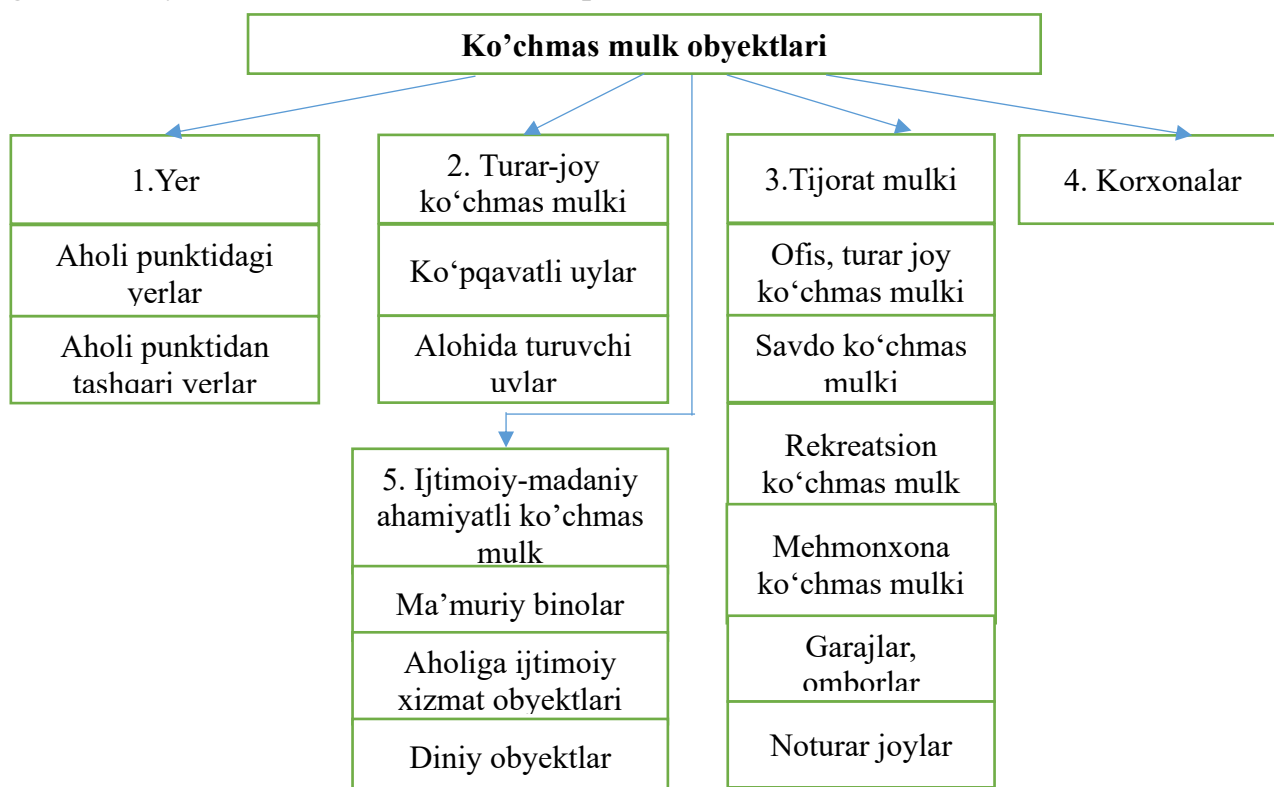 Ko’chmas mulk obyektlari
1.Yer
Aholi punktidagi
yerlar
Aholi punktidan
tashqari yerlar
2. Turar-joy
ko‘chmas mulki
Ko‘pqavatli uylar
Alohida turuvchi
uylar
3.Tijorat mulki
Ofis, turar joy
ko‘chmas mulki
Savdo ko‘chmas
mulki
Rekreatsion
ko‘chmas mulk
Mehmonxona
ko‘chmas mulki
Garajlar,
omborlar
Noturar joylar
4. Korxonalar
5. Ijtimoiy-madaniy
ahamiyatli ko’chmas
mulk
Ma’muriy binolar
Aholiga ijtimoiy
xizmat obyektlari
Diniy obyektlar